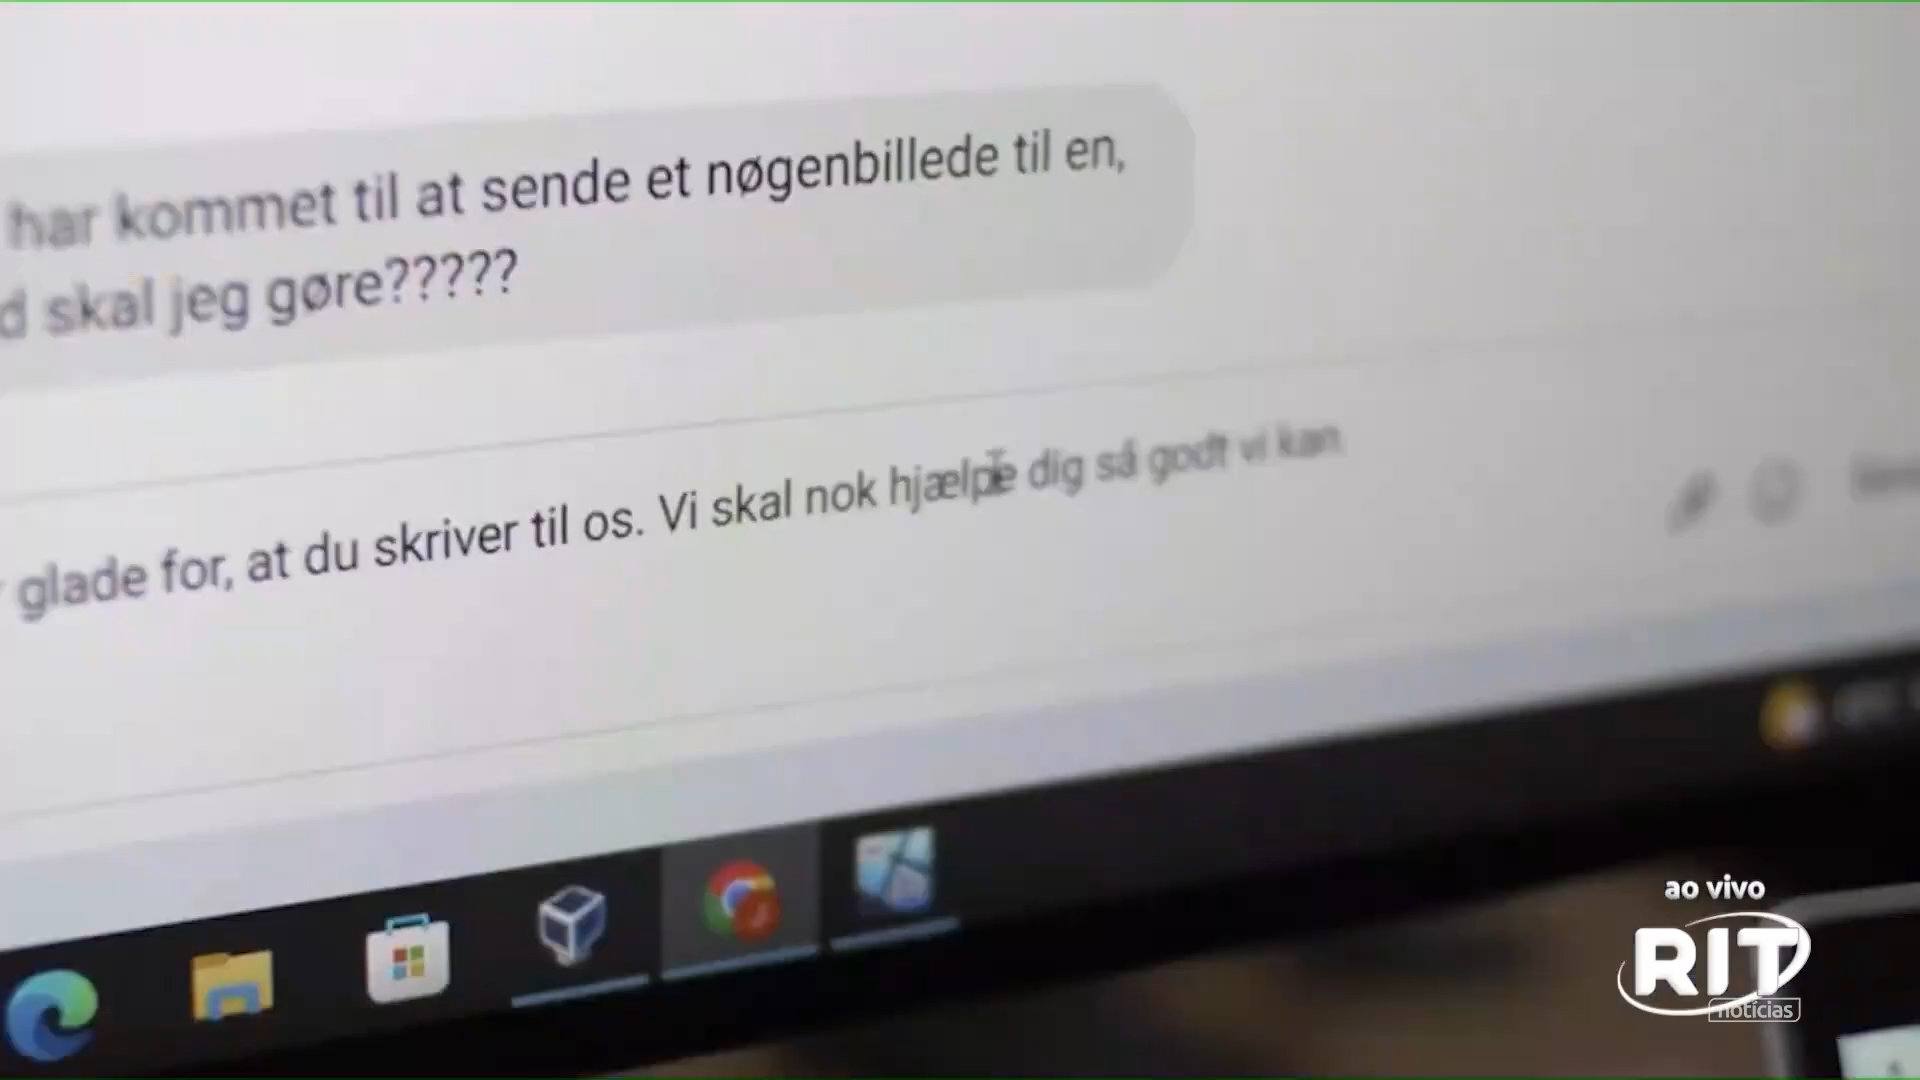 har kommet til at sende et nøgenbillede til en,
d skal jeg gøre?????
glade for, at du skriver til os. Vi skal nok hjælpe dig så godt vi kan.
ao vivo
RIT
notícias